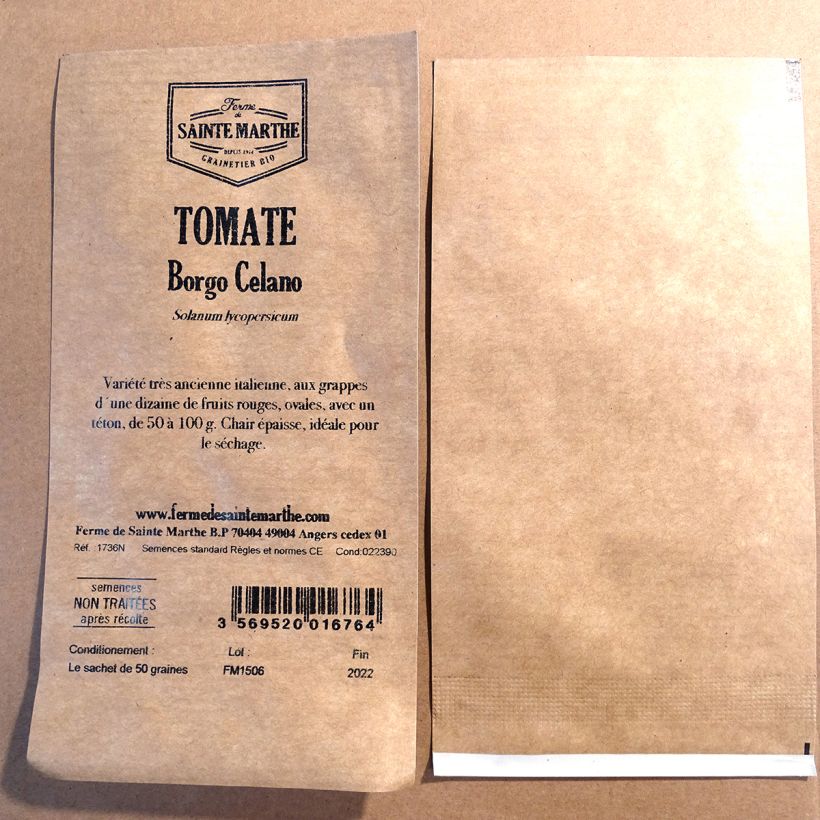 Ferme
de
SAINTE MARTHE
DEPUIS 1974
GRAINETIER BIO
TOMATE
Borgo Celano
Solanum lycopersicum
Variété très ancienne italienne, aux grappes
d´une dizaine de fruits rouges, ovales, avec un
téton, de 50 à 100 g. Chair épaisse, idéale pour
le séchage.
www.fermedesaintemarthe.com
Ferme de Sainte Marthe B.P 70404 49004 Angers cedex 01
Réf. :1736N Semences standard Règles et normes CE Cond:022390
semences
NON TRAITÉES
après récolte
3 569520 016764
Conditionement : Lot : Fin
Le sachet de 50 graines FM1506 2022